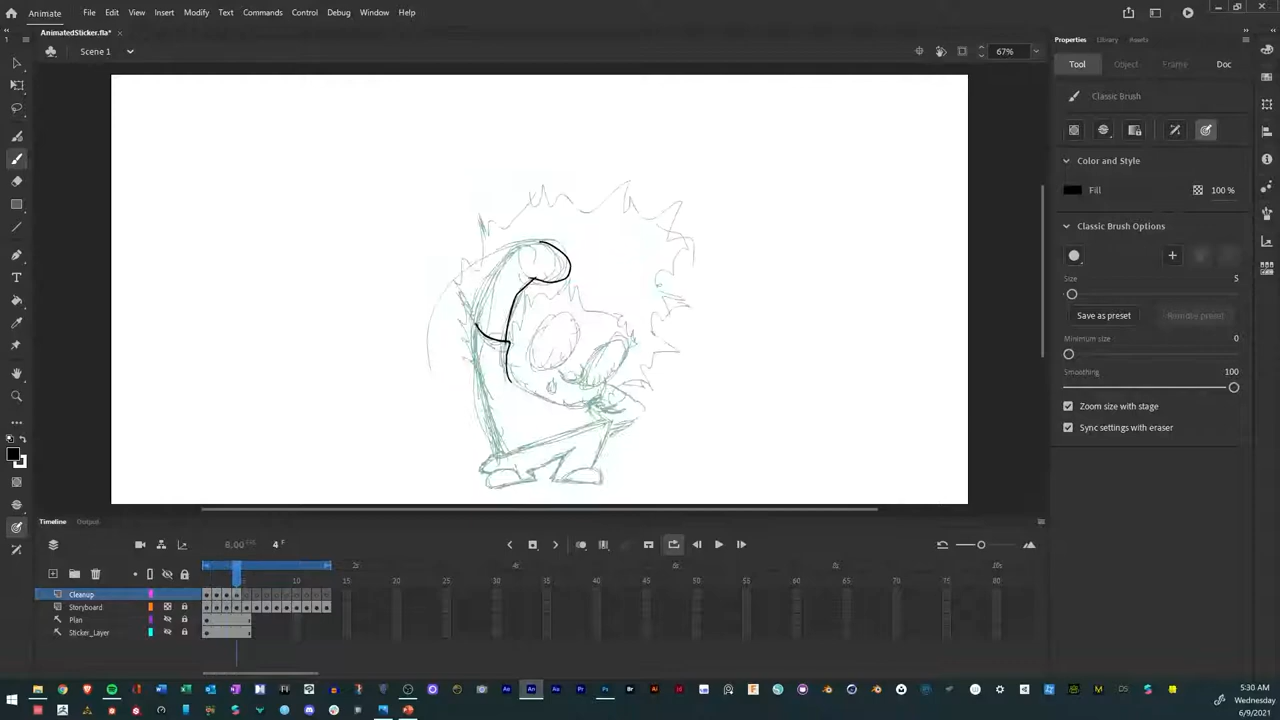 Animate
File Edit View Insert Modify Text Commands Control Debug Window Help
AnimatedSticker.fla*
Scene 1
67%
Properties Library Assets
Tool Object Frame Doc
Classic Brush
Color and Style
Fill 100 %
Classic Brush Options
Size 5
Save as preset Remove preset
Minimum size 0
Smoothing 100
Zoom size with stage
Sync settings with eraser
Timeline Output
8.00 FPS 4 F
10 15 20 25 30 35 40 45 50 55 60 65 70 75 80
Cleanup
Storyboard
Plan
Sticker_Layer
5:30 AM
Wednesday
6/9/2021